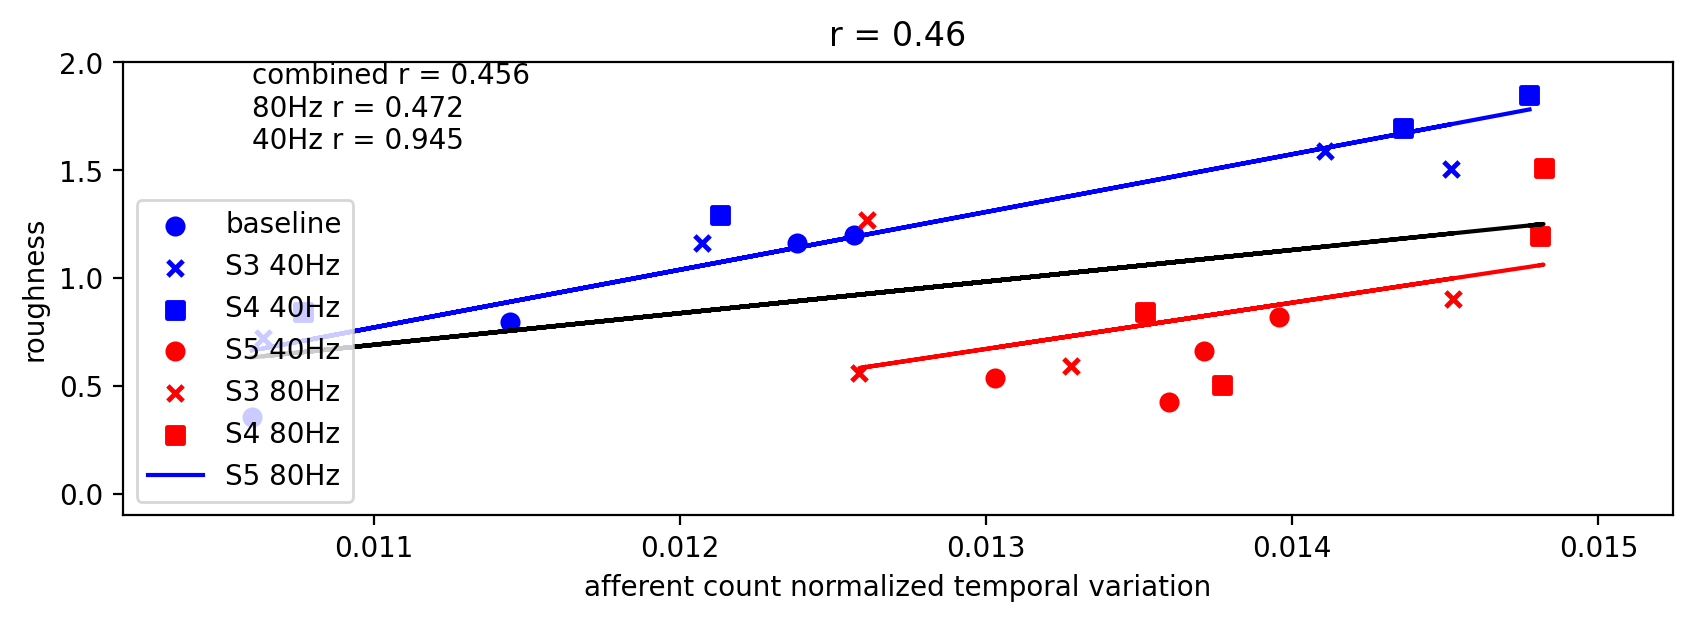 r = 0.46
combined r = 0.456
80Hz r = 0.472
40Hz r = 0.945
baseline
S3 40Hz
S4 40Hz
S5 40Hz
S3 80Hz
S4 80Hz
S5 80Hz
roughness
2.0
1.5
1.0
0.5
0.0
0.011 0.012 0.013 0.014 0.015
afferent count normalized temporal variation